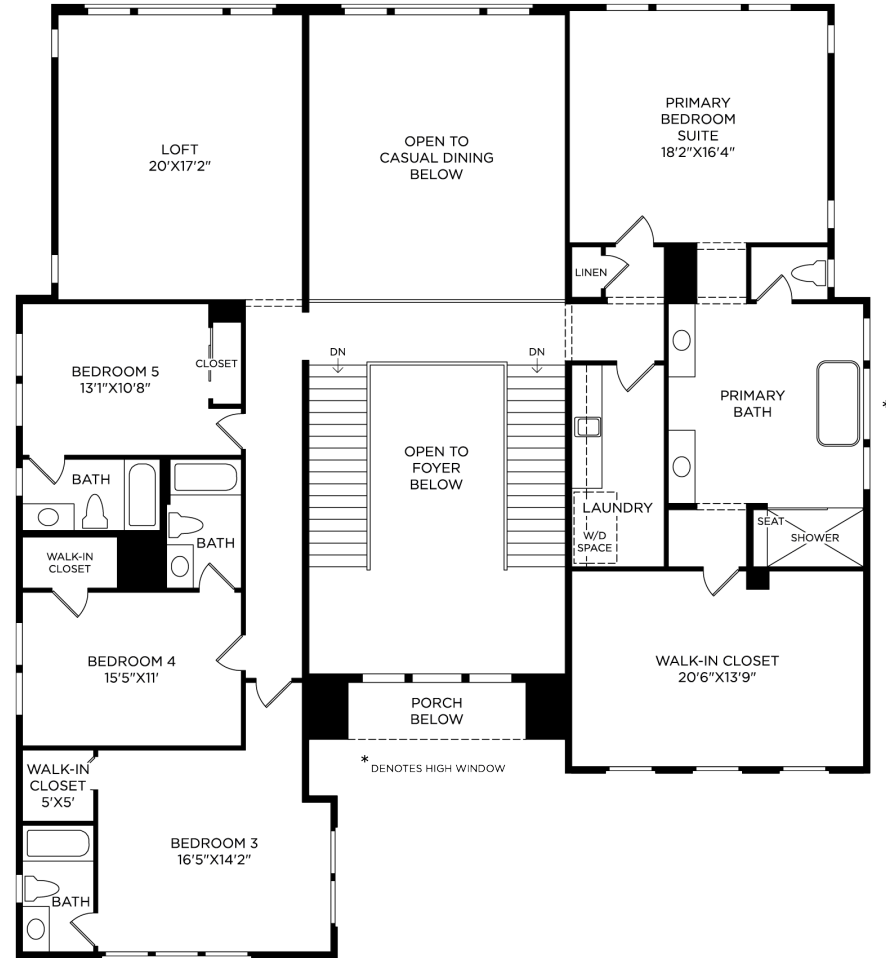 LOFT
20'X17'2"
OPEN TO
CASUAL DINING
BELOW
PRIMARY
BEDROOM
SUITE
18'2"X16'4"
LINEN
BEDROOM 5
13'1"X10'8"
CLOSET
DN
DN
PRIMARY
BATH
*
OPEN TO
FOYER
BELOW
BATH
BATH
LAUNDRY
W/D
SPACE
SEAT
SHOWER
WALK-IN
CLOSET
BEDROOM 4
15'5"X11'
WALK-IN CLOSET
20'6"X13'9"
PORCH
BELOW
* DENOTES HIGH WINDOW
WALK-IN
CLOSET
5'X5'
BEDROOM 3
16'5"X14'2"
BATH